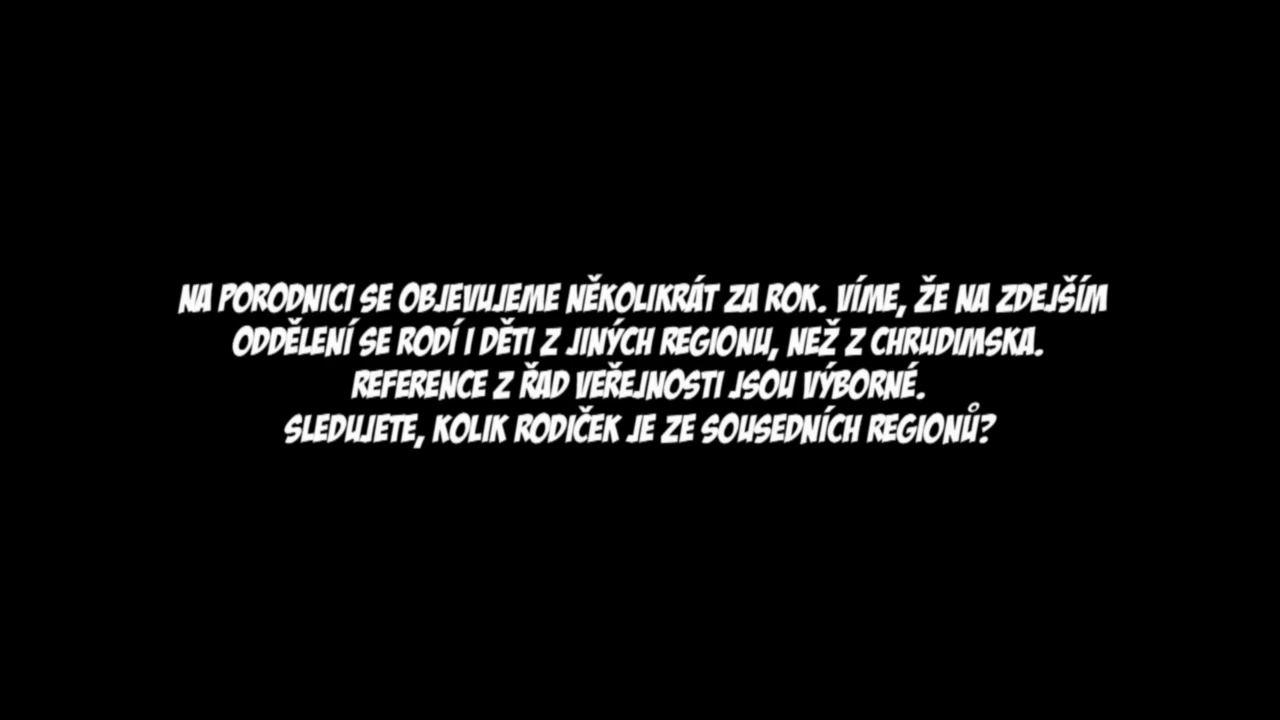 NA PORODNICI SE OBJEVUJEME NĚKOLIKRÁT ZA ROK. VÍME, ŽE NA ZDEJŠÍM
ODDĚLENÍ SE RODÍ I DĚTI Z JINÝCH REGIONU, NEŽ Z CHRUDIMSKA.
REFERENCE Z ŘAD VEŘEJNOSTI JSOU VÝBORNÉ.
SLEDUJETE, KOLIK RODIČEK JE ZE SOUSEDNÍCH REGIONŮ?